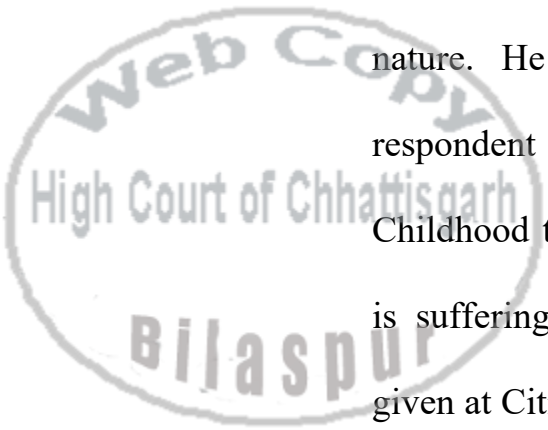 Web Copy
High Court of Chhattisgarh
Bilaspur
nature. He
respondent
Childhood t
is suffering
given at Cit